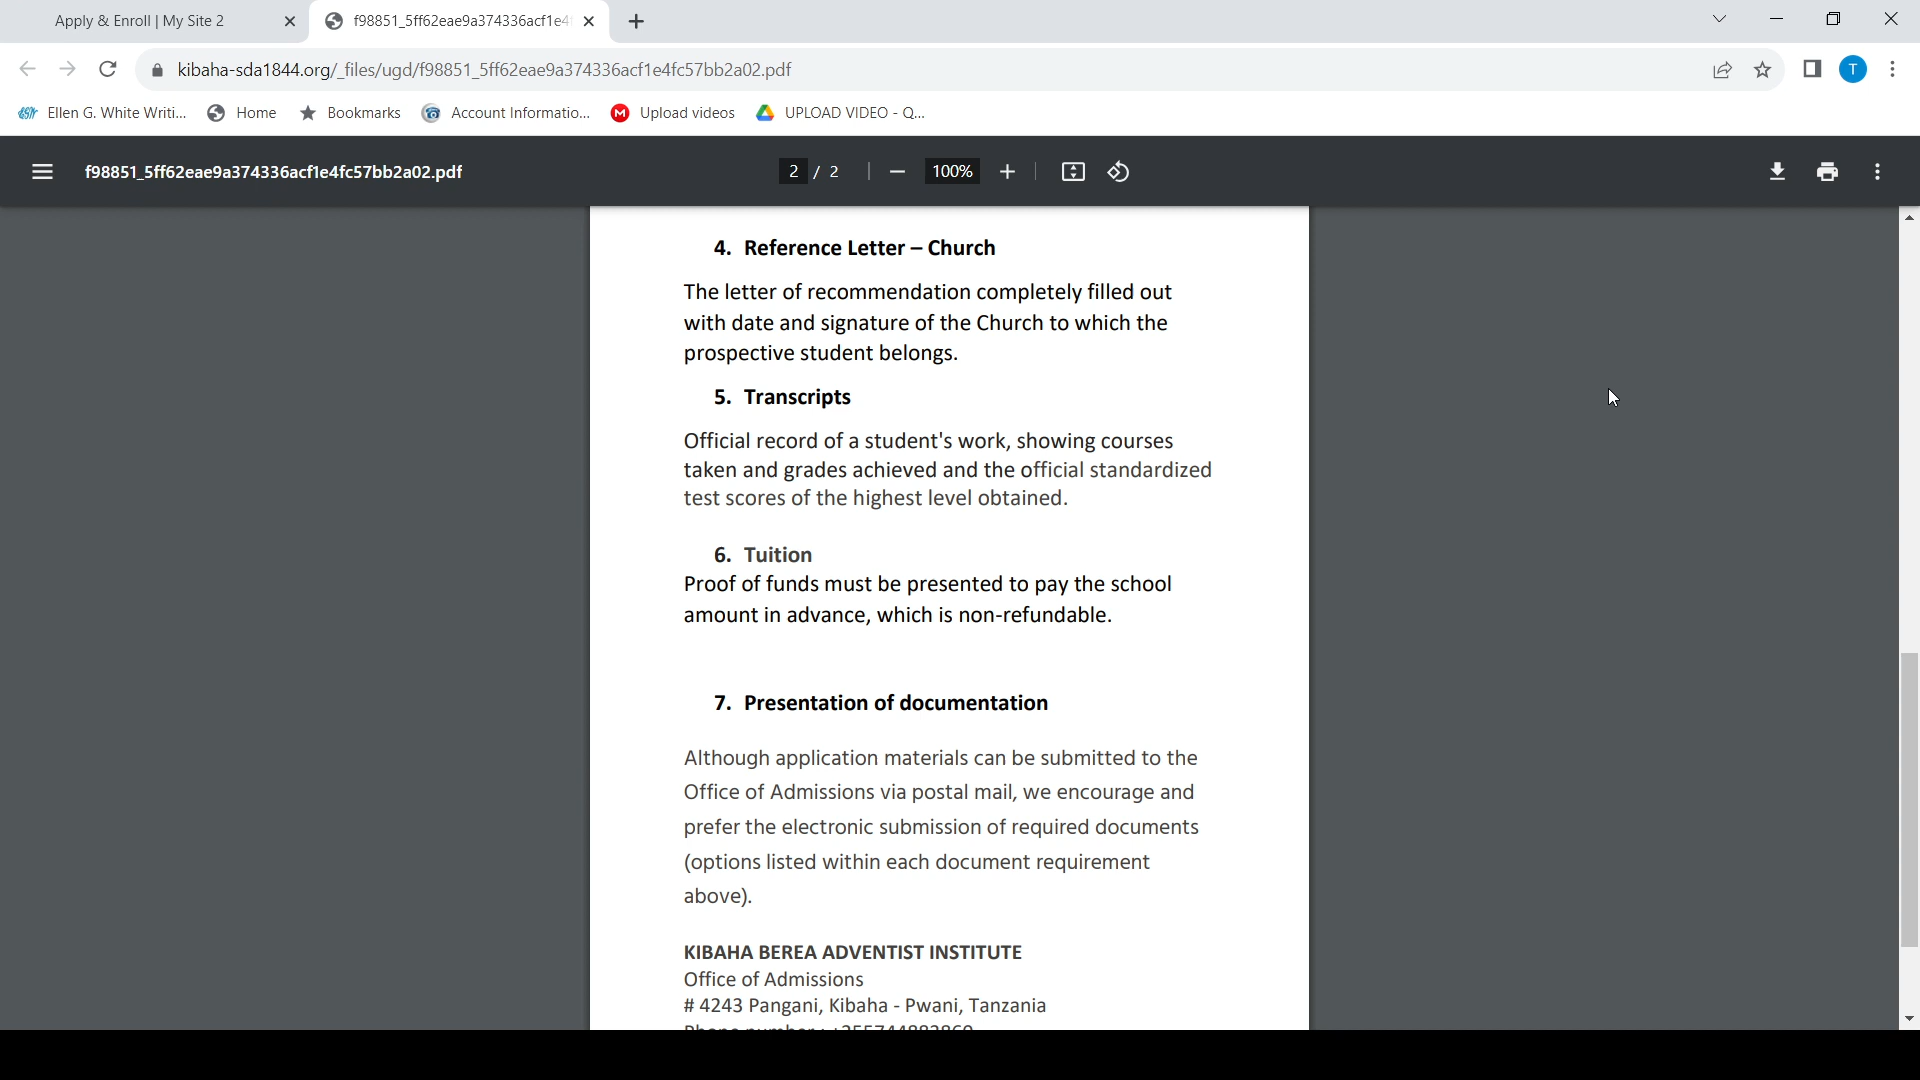 Apply & Enroll | My Site 2
f98851_5ff62eae9a374336acf1e4f
kibaha-sda1844.org/_files/ugd/f98851_5ff62eae9a374336acf1e4fc57bb2a02.pdf
T
Ellen G. White Writi...
Home
Bookmarks
Account Informatio...
Upload videos
UPLOAD VIDEO - Q...
f98851_5ff62eae9a374336acf1e4fc57bb2a02.pdf
2 / 2
100%
4. Reference Letter – Church
The letter of recommendation completely filled out
with date and signature of the Church to which the
prospective student belongs.
5. Transcripts
Official record of a student's work, showing courses
taken and grades achieved and the official standardized
test scores of the highest level obtained.
6. Tuition
Proof of funds must be presented to pay the school
amount in advance, which is non-refundable.
7. Presentation of documentation
Although application materials can be submitted to the
Office of Admissions via postal mail, we encourage and
prefer the electronic submission of required documents
(options listed within each document requirement
above).
KIBAHA BEREA ADVENTIST INSTITUTE
Office of Admissions
# 4243 Pangani, Kibaha - Pwani, Tanzania
Phone number : +255744882860